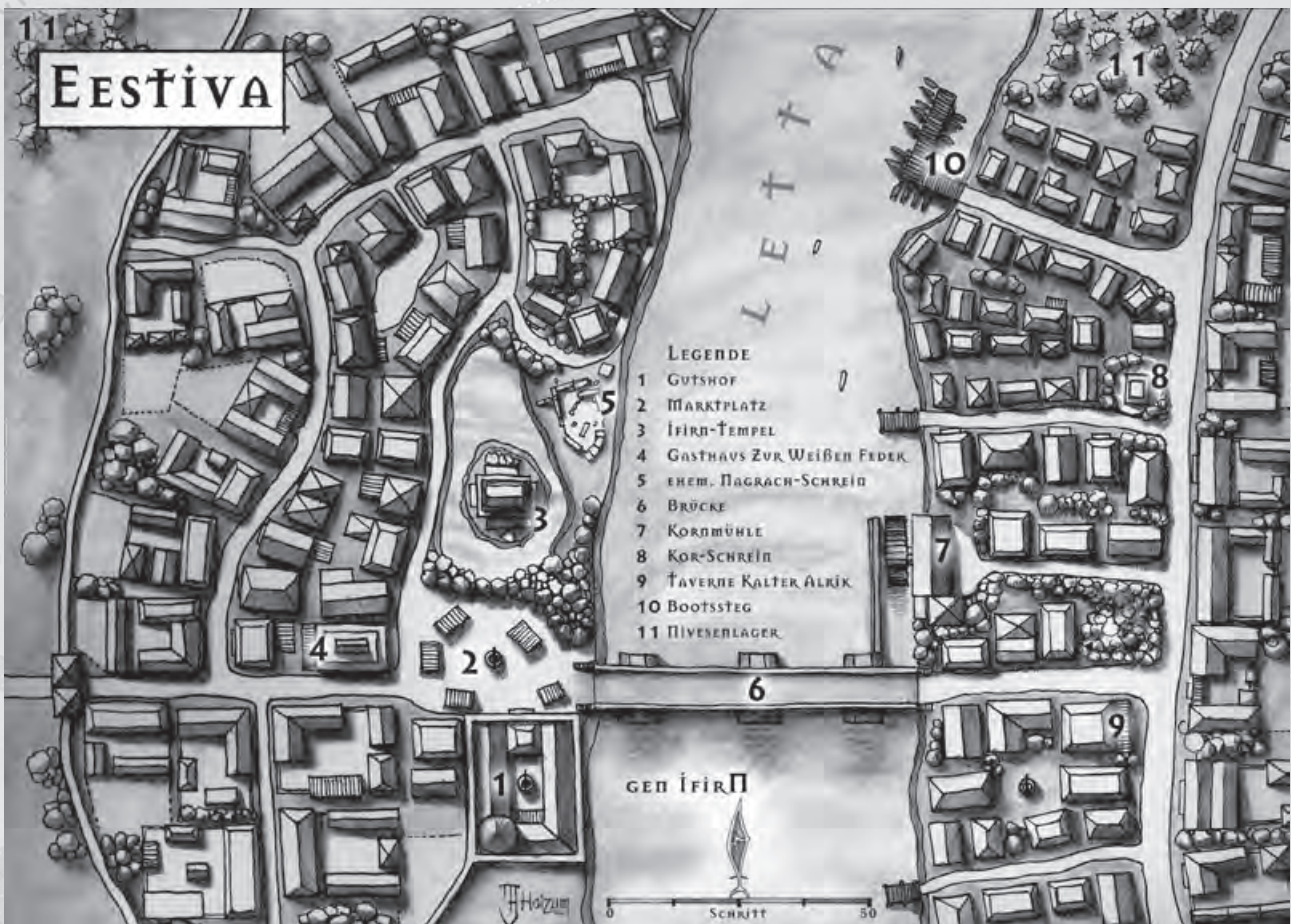 11
EESTIVA
LETTA
11
10
LEGENDE
1 GUTSHOF
2 MARKTPLATZ
3 IFIRN-TEMPEL
4 GASTHAUS ZUR WEIßEN FEDER
5 EHEM. NAGRACH-SCHREIN
6 BRÜCKE
7 KORNMÜHLE
8 KOR-SCHREIN
9 TAVERNE KALTER ALRIK
10 BOOTSSTEG
11 NIVESENLAGER
5
8
3
7
4
2
6
9
1
GEN IFIRN
Halzum
0 SCHRITT 50